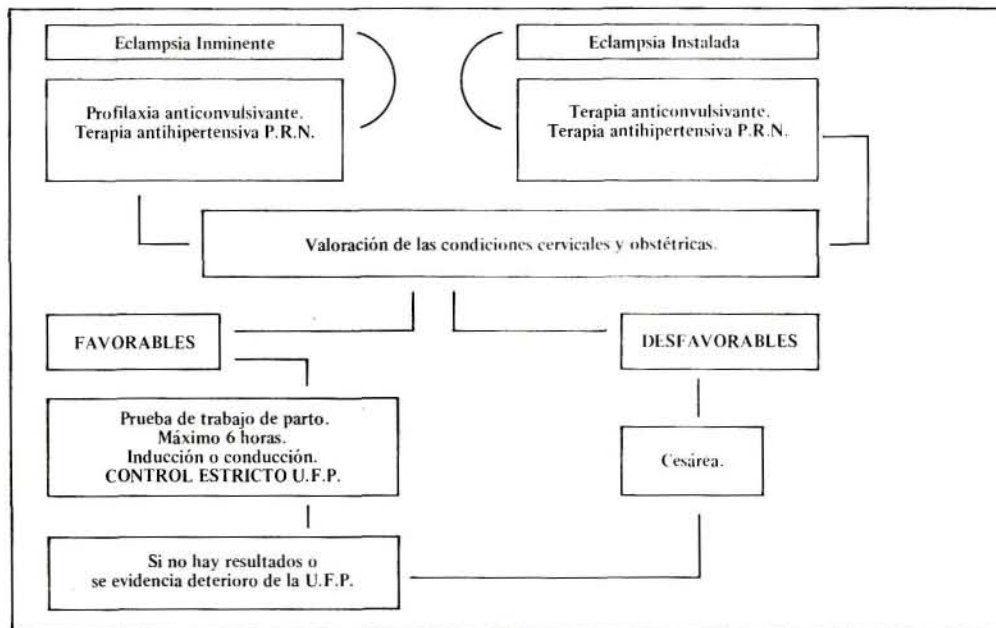 Eclampsia Inminente
Eclampsia Instalada
Profilaxia anticonvulsivante.
Terapia antihipertensiva P.R.N.
Terapia anticonvulsivante.
Terapia antihipertensiva P.R.N.
Valoración de las condiciones cervicales y obstétricas.
FAVORABLES
DESFAVORABLES
Prueba de trabajo de parto.
Máximo 6 horas.
Inducción o conducción.
CONTROL ESTRICTO U.F.P.
Cesárea.
Si no hay resultados o
se evidencia deterioro de la U.F.P.